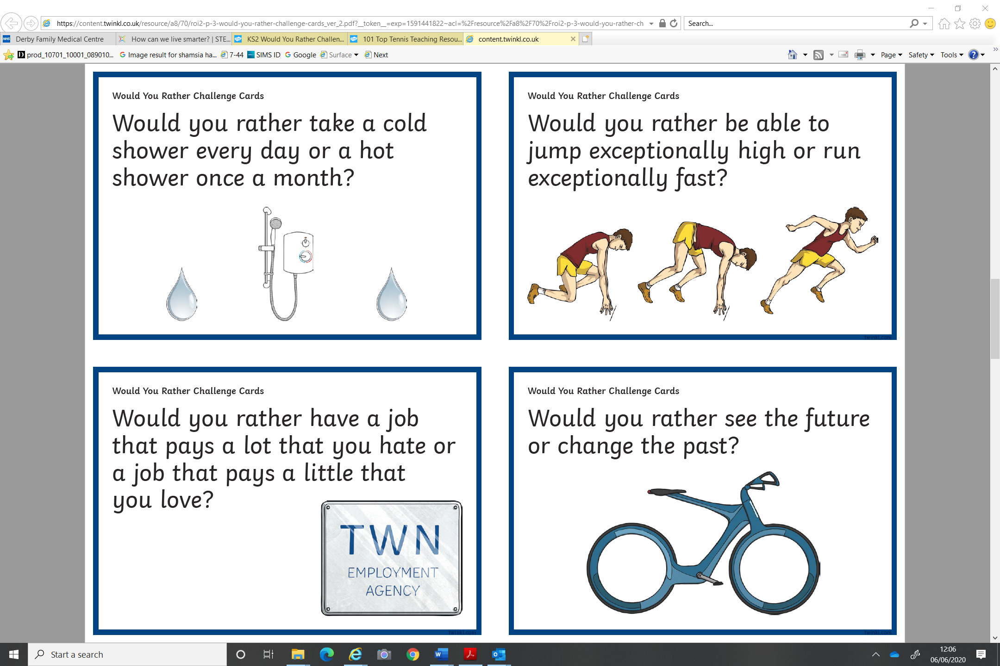 https://content.twinkl.co.uk/resource/a8/70/roi2-p-3-would-you-rather-challenge-cards_ver_2.pdf?__token__=exp=1591441822~acl=%2Fresource%2Fa8%2F70%2Froi2-p-3-would-you-rather-ch
Search...
NHS
Derby Family Medical Centre
How can we live smarter? | STE...
KS2 Would You Rather Challen...
101 Top Tennis Teaching Resou...
content.twinkl.co.uk
prod_10701_10001_089010... Image result for shamsia ha... 7-44 SIMS ID Google Surface Next
Page Safety Tools
Would You Rather Challenge Cards
Would you rather take a cold
shower every day or a hot
shower once a month?
Would You Rather Challenge Cards
Would you rather be able to
jump exceptionally high or run
exceptionally fast?
twinkl.com
Would You Rather Challenge Cards
Would you rather have a job
that pays a lot that you hate or
a job that pays a little that
you love?
TWN
EMPLOYMENT
AGENCY
twinkl.com
Would You Rather Challenge Cards
Would you rather see the future
or change the past?
twinkl.com
Start a search
12:06
06/06/2020